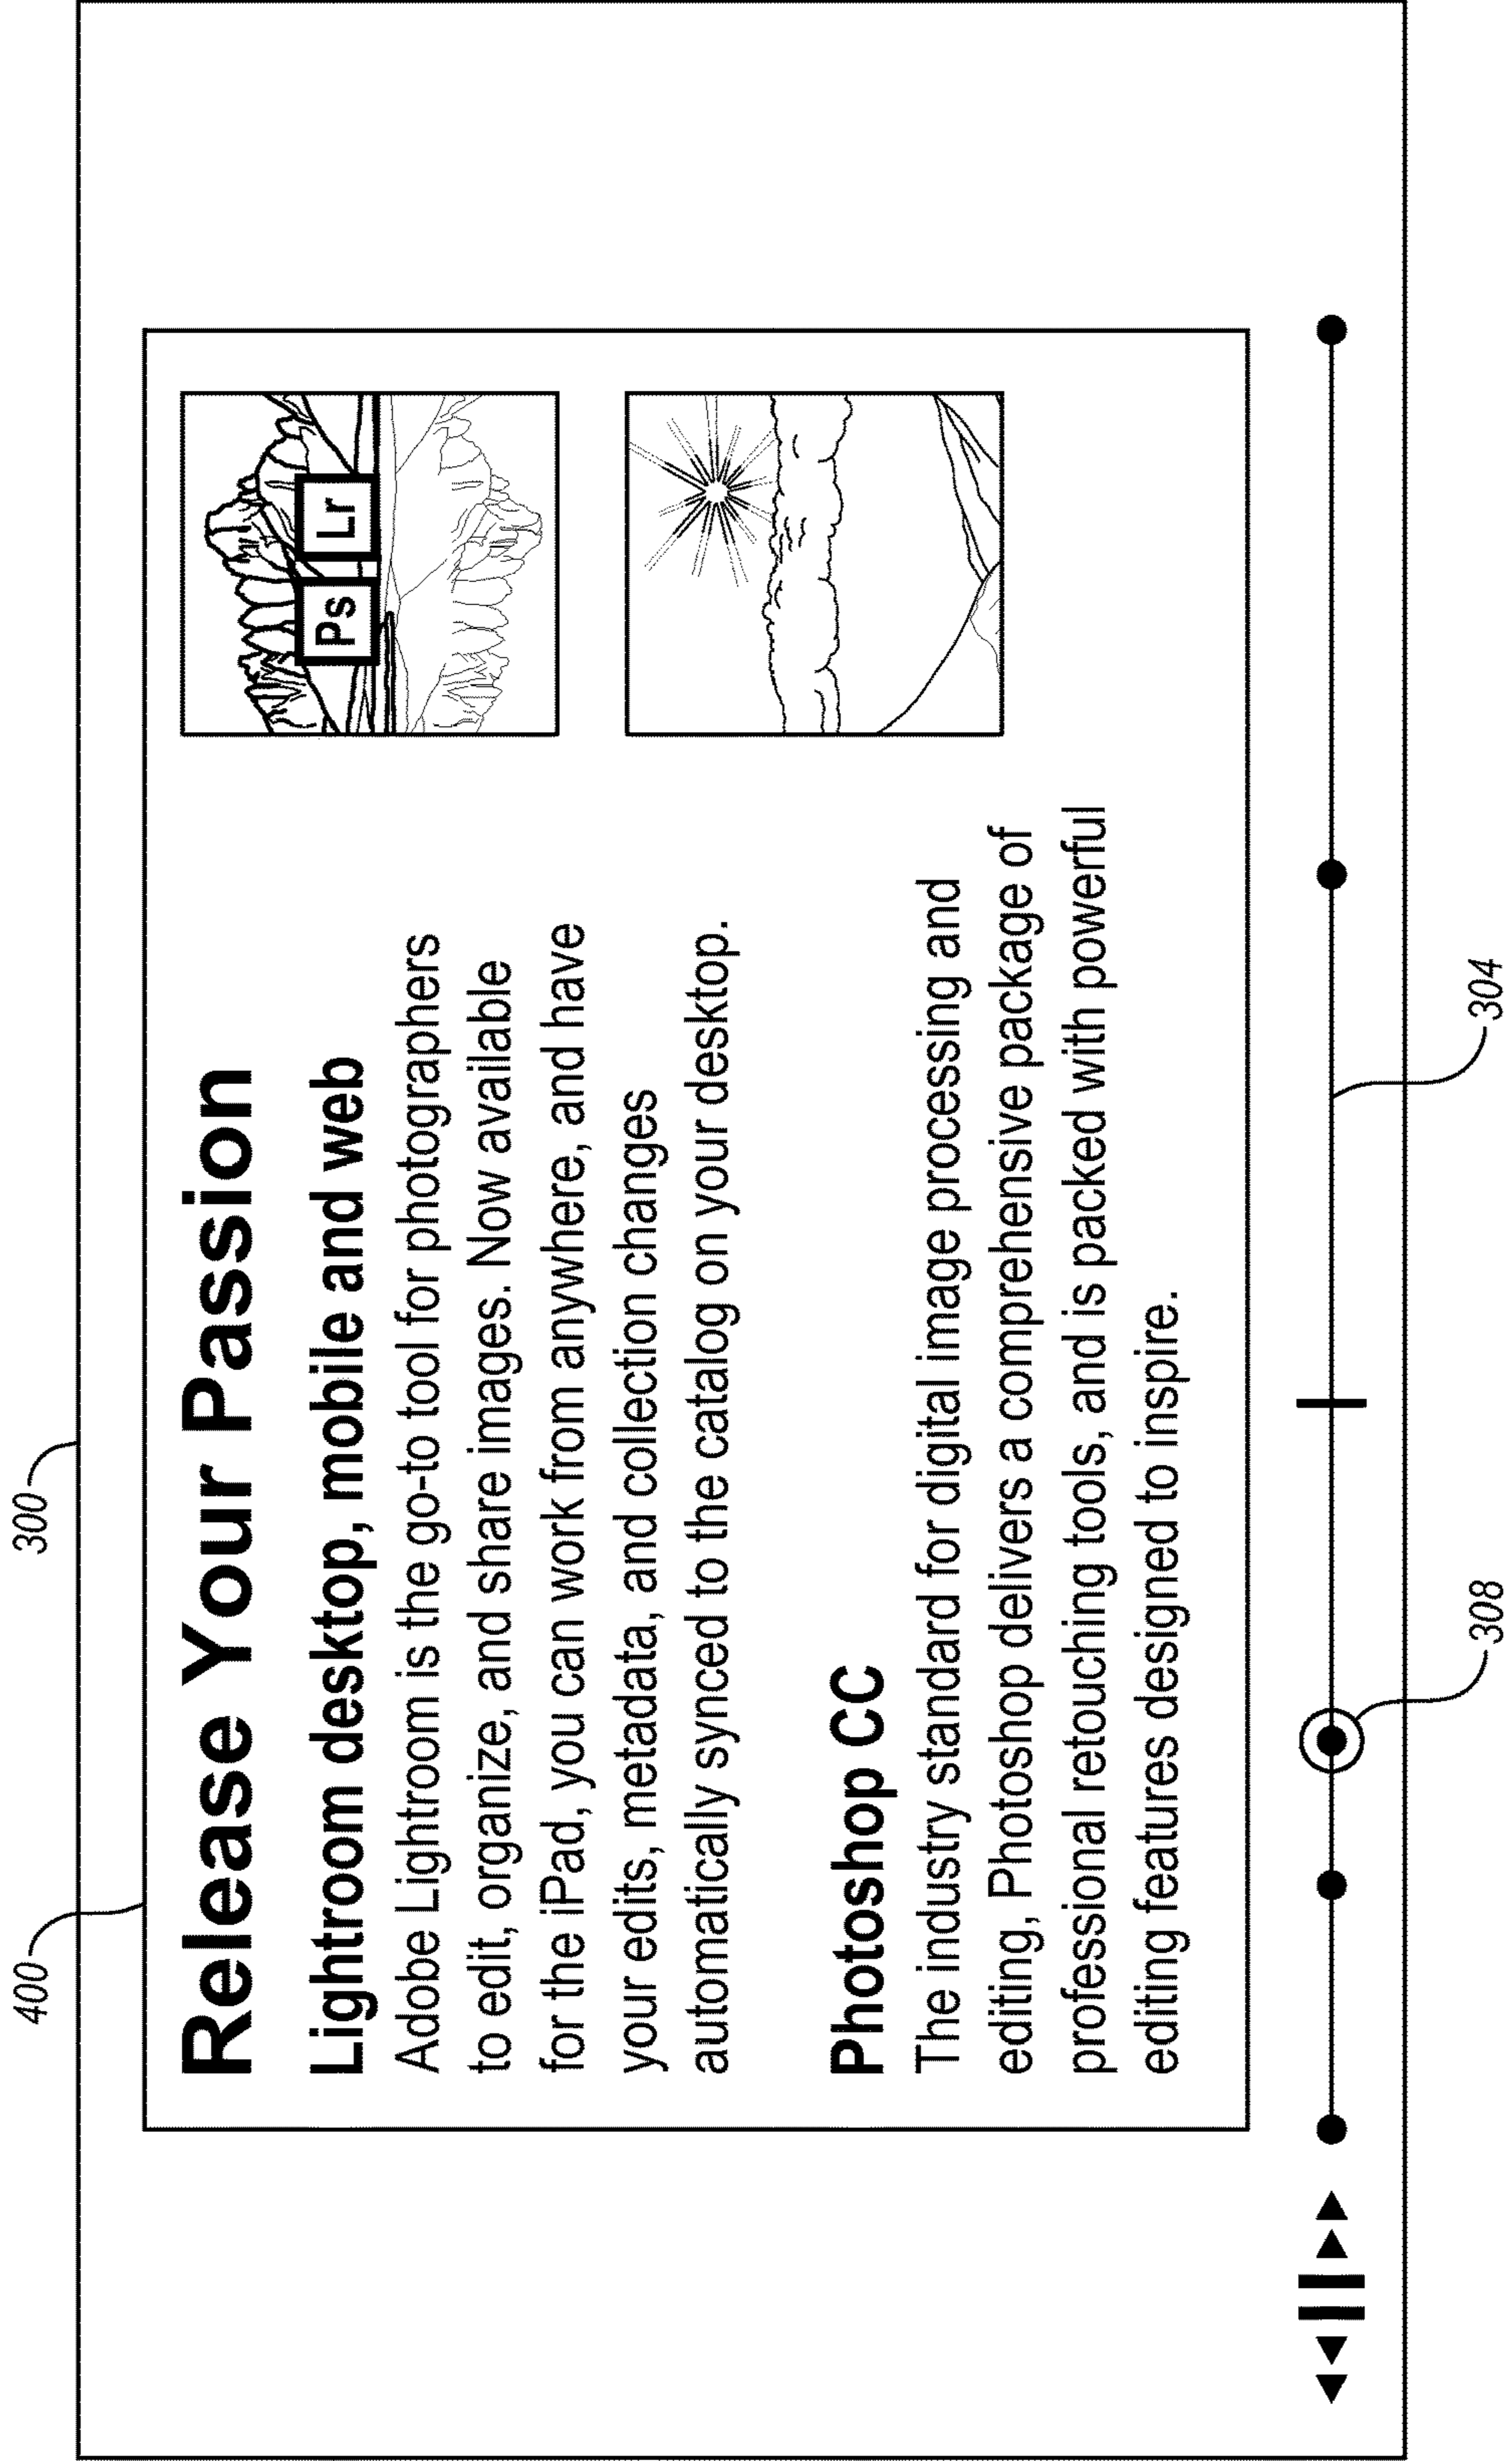 300
400
Release Your Passion
Lightroom desktop, mobile and web
Adobe Lightroom is the go-to tool for photographers
to edit, organize, and share images. Now available
for the iPad, you can work from anywhere, and have
your edits, metadata, and collection changes
automatically synced to the catalog on your desktop.
Ps Lr
Photoshop CC
The industry standard for digital image processing and
editing, Photoshop delivers a comprehensive package of
professional retouching tools, and is packed with powerful
editing features designed to inspire.
308
304